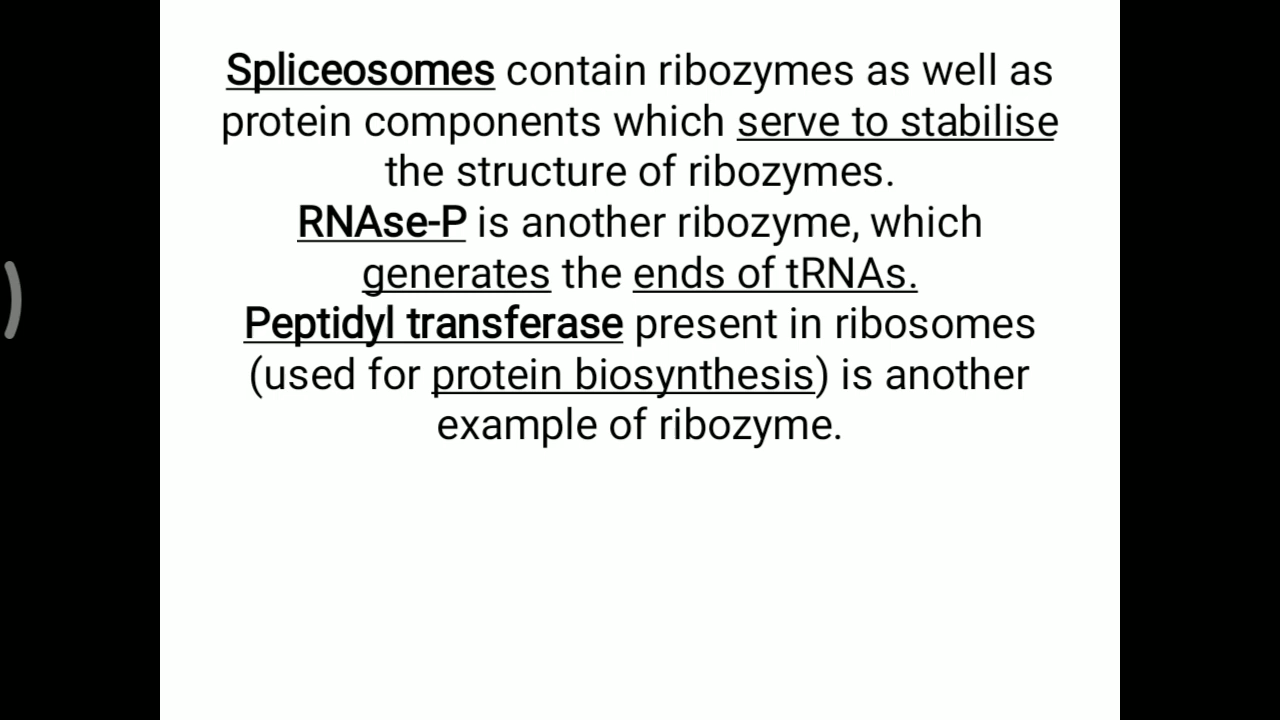 Spliceosomes contain ribozymes as well as
protein components which serve to stabilise
the structure of ribozymes.
RNAse-P is another ribozyme, which
generates the ends of tRNAs.
Peptidyl transferase present in ribosomes
(used for protein biosynthesis) is another
example of ribozyme.